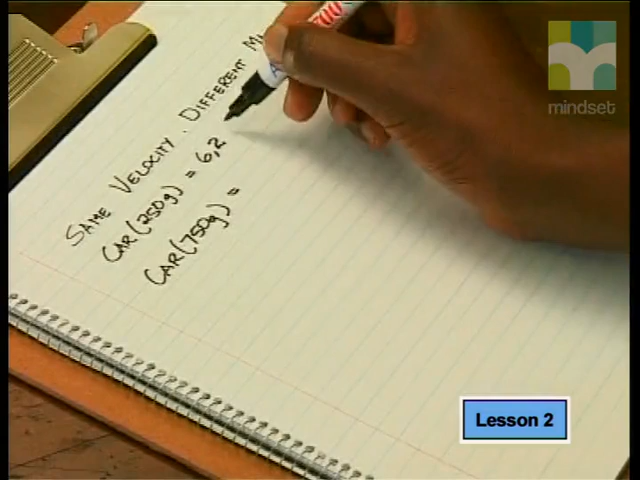 SAME VELOCITY. DIFFERENT
CAR (250g) = 6,2
CAR (750g) =
mindset
Lesson 2